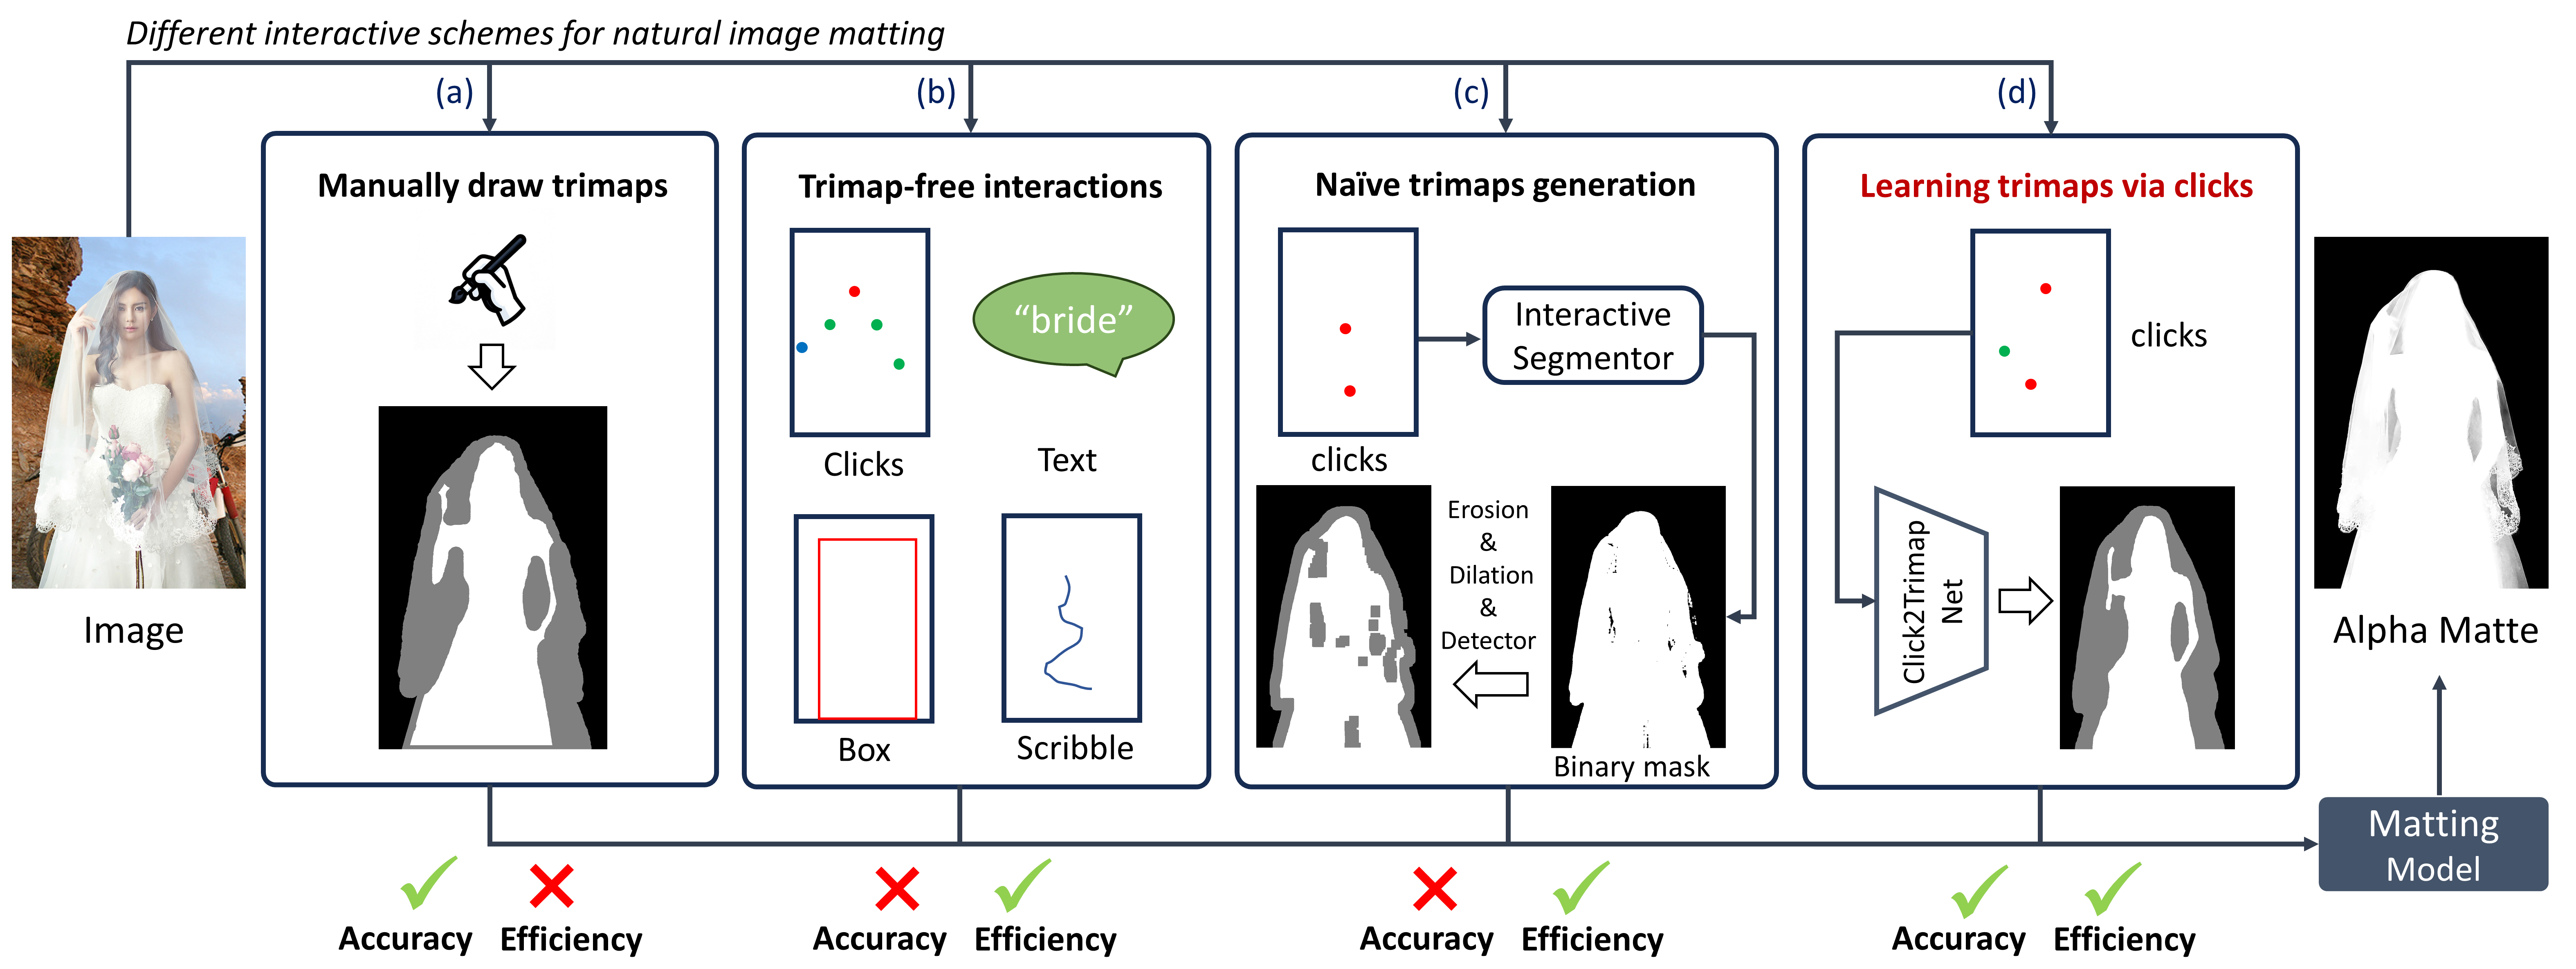 Different interactive schemes for natural image matting
(a)
(b)
(c)
(d)
Image
Manually draw trimaps
Trimap-free interactions
Clicks
“bride”
Text
Box
Scribble
Naïve trimaps generation
clicks
Interactive
Segmentor
Erosion
&
Dilation
&
Detector
Binary mask
Learning trimaps via clicks
clicks
Click2Trimap
Net
Alpha Matte
Matting
Model
Accuracy Efficiency
Accuracy Efficiency
Accuracy Efficiency
Accuracy Efficiency